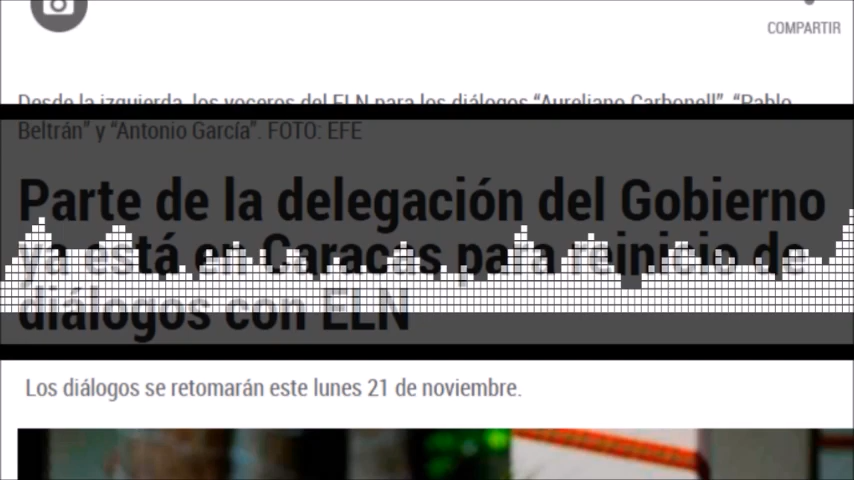 COMPARTIR
Desde la izquierda, los voceros del ELN para los diálogos “Aureliano Carbonell”, “Pablo
Beltrán” y “Antonio García”. FOTO: EFE
Parte de la delegación del Gobierno
ya está en Caracas para reinicio de
diálogos con ELN
Los diálogos se retomarán este lunes 21 de noviembre.